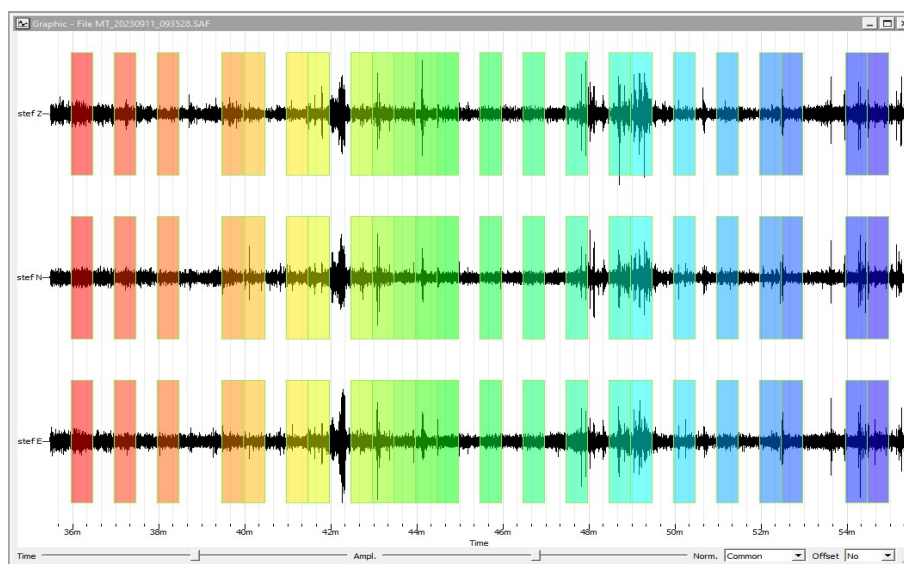 Graphic - File MT_20230911_093528.SAF
stef Z
stef N
stef E
36m 38m 40m 42m 44m 46m 48m 50m 52m 54m
Time
Time Ampl. Norm. Common Offset No